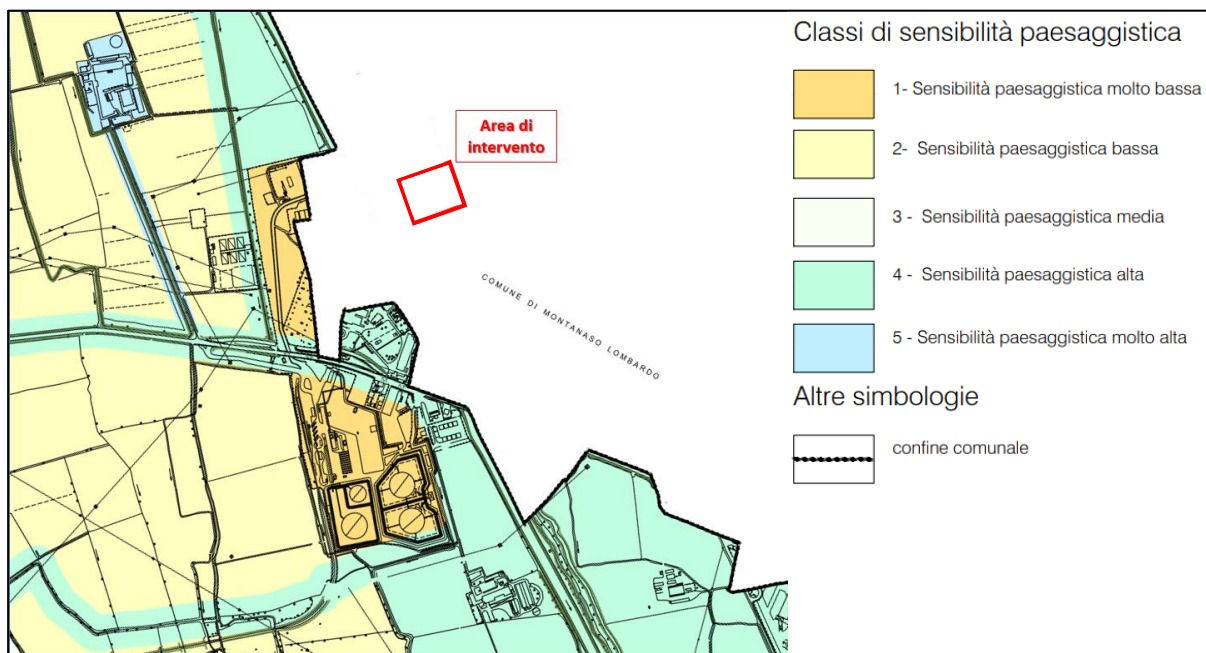 Area di
intervento
COMUNE DI MONTANASO LOMBARDO
Classi di sensibilità paesaggistica
1- Sensibilità paesaggistica molto bassa
2- Sensibilità paesaggistica bassa
3 - Sensibilità paesaggistica media
4 - Sensibilità paesaggistica alta
5 - Sensibilità paesaggistica molto alta
Altre simbologie
confine comunale